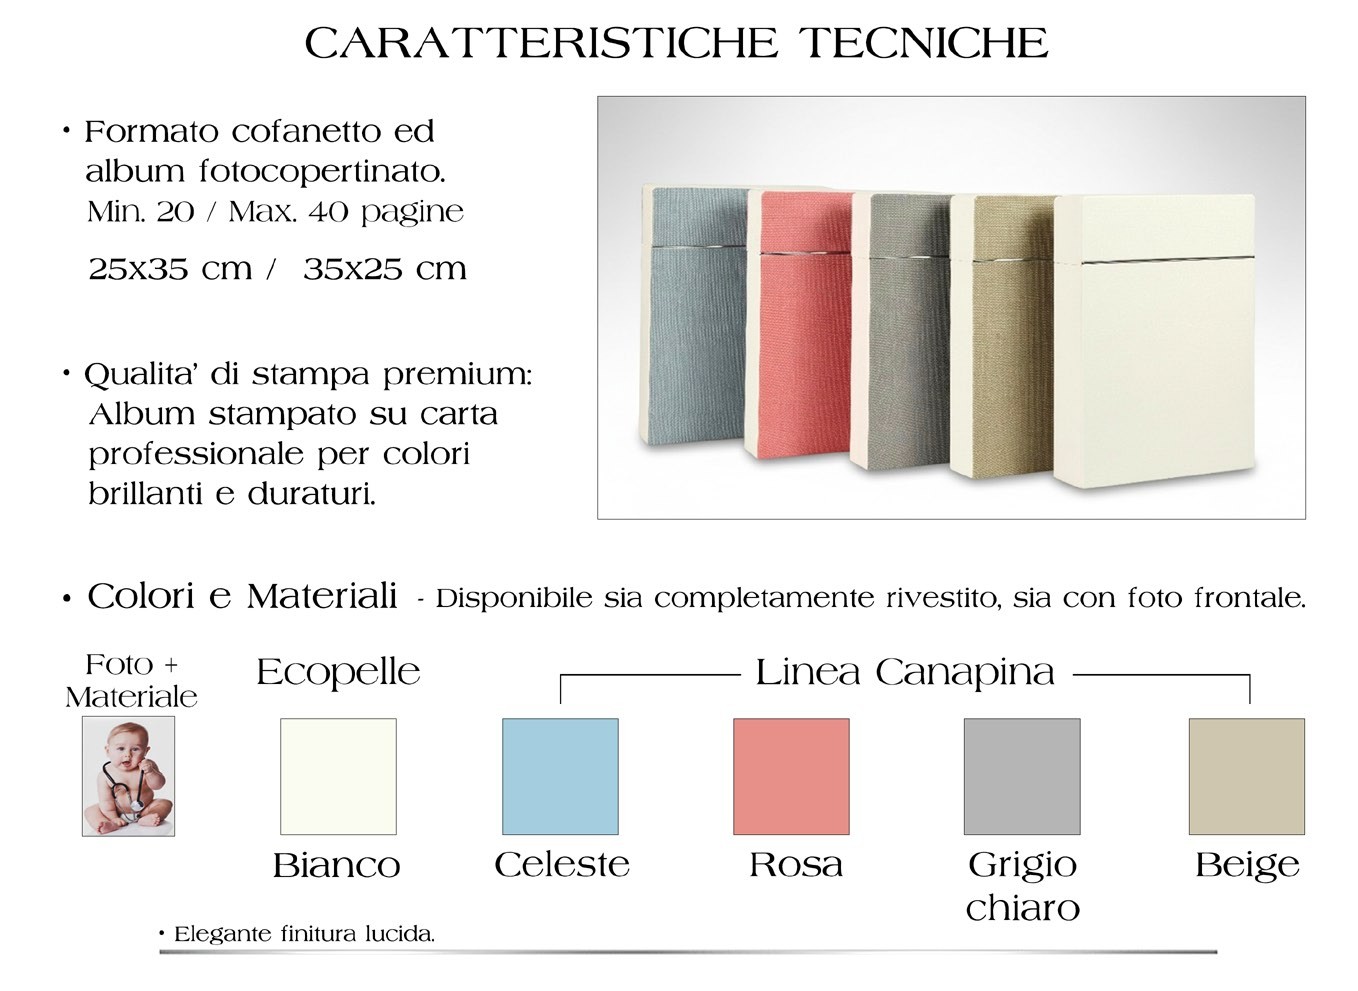 CARATTERISTICHE TECNICHE
• Formato cofanetto ed
album fotocopertinato.
Min. 20 / Max. 40 pagine
25x35 cm / 35x25 cm
• Qualita' di stampa premium:
Album stampato su carta
professionale per colori
brillanti e duraturi.
• Colori e Materiali - Disponibile sia completamente rivestito, sia con foto frontale.
Foto +
Materiale
Ecopelle
Linea Canapina
Bianco
Celeste
Rosa
Grigio
chiaro
Beige
• Elegante finitura lucida.